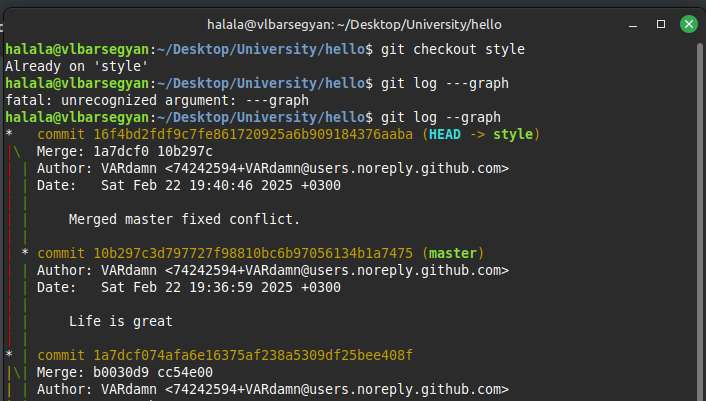 halala@vlbarsegyan: ~/Desktop/University/hello
halala@vlbarsegyan:~/Desktop/University/hello$ git checkout style
Already on 'style'
halala@vlbarsegyan:~/Desktop/University/hello$ git log ---graph
fatal: unrecognized argument: ---graph
halala@vlbarsegyan:~/Desktop/University/hello$ git log --graph
*   commit 16f4bd2fdf9c7fe861720925a6b909184376aaba (HEAD -> style)
|\  Merge: 1a7dcf0 10b297c
| | Author: VARdamn <74242594+VARdamn@users.noreply.github.com>
| | Date:   Sat Feb 22 19:40:46 2025 +0300
| |
| |     Merged master fixed conflict.
| |
| * commit 10b297c3d797727f98810bc6b97056134b1a7475 (master)
| | Author: VARdamn <74242594+VARdamn@users.noreply.github.com>
| | Date:   Sat Feb 22 19:36:59 2025 +0300
| |
| |     Life is great
| |
* | commit 1a7dcf074afa6e16375af238a5309df25bee408f
|\| Merge: b0030d9 cc54e00
| | Author: VARdamn <74242594+VARdamn@users.noreply.github.com>